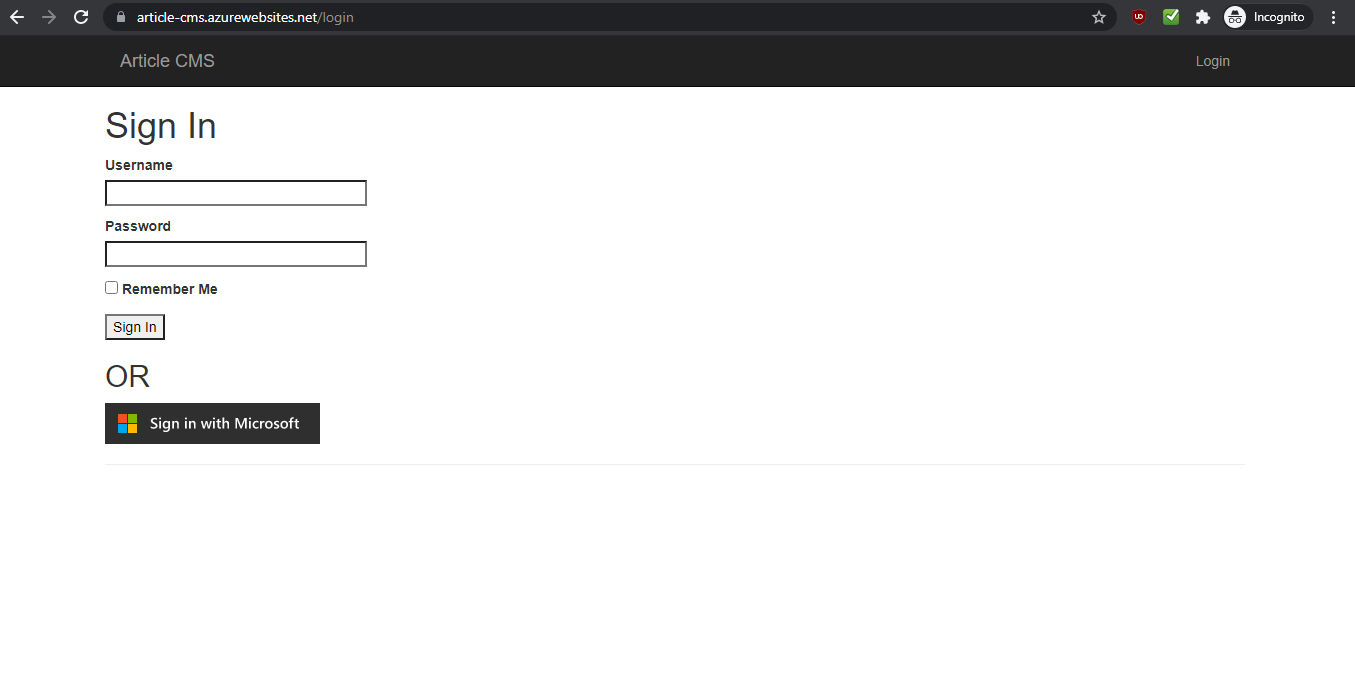 article-cms.azurewebsites.net/login
Incognito
Article CMS
Login
Sign In
Username
Password
Remember Me
Sign In
OR
Sign in with Microsoft